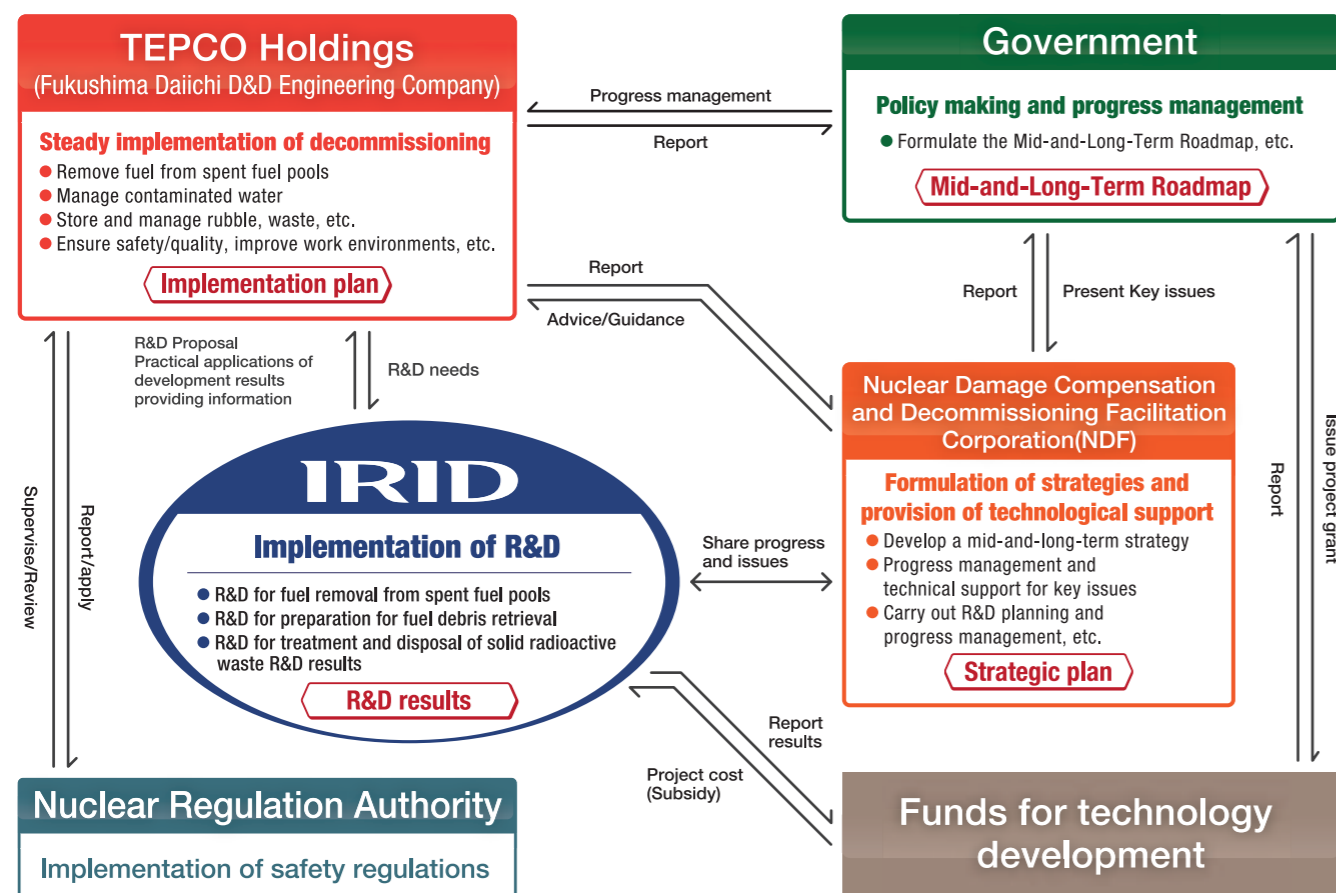 TEPCO Holdings
(Fukushima Daiichi D&D Engineering Company)
Steady implementation of decommissioning
● Remove fuel from spent fuel pools
● Manage contaminated water
● Store and manage rubble, waste, etc.
● Ensure safety/quality, improve work environments, etc.
Implementation plan
Progress management
Report
Government
Policy making and progress management
● Formulate the Mid-and-Long-Term Roadmap, etc.
Mid-and-Long-Term Roadmap
Report
Advice/Guidance
Report
Present Key issues
R&D Proposal
Practical applications of
development results
providing information
R&D needs
Nuclear Damage Compensation
and Decommissioning Facilitation
Corporation(NDF)
Formulation of strategies and
provision of technological support
● Develop a mid-and-long-term strategy
● Progress management and
technical support for key issues
● Carry out R&D planning and
progress management, etc.
Strategic plan
Report
Issue project grant
Supervise/Review
Report/apply
IRID
Implementation of R&D
● R&D for fuel removal from spent fuel pools
● R&D for preparation for fuel debris retrieval
● R&D for treatment and disposal of solid radioactive
waste R&D results
R&D results
Share progress
and issues
Report
results
Project cost
(Subsidy)
Nuclear Regulation Authority
Implementation of safety regulations
Funds for technology
development